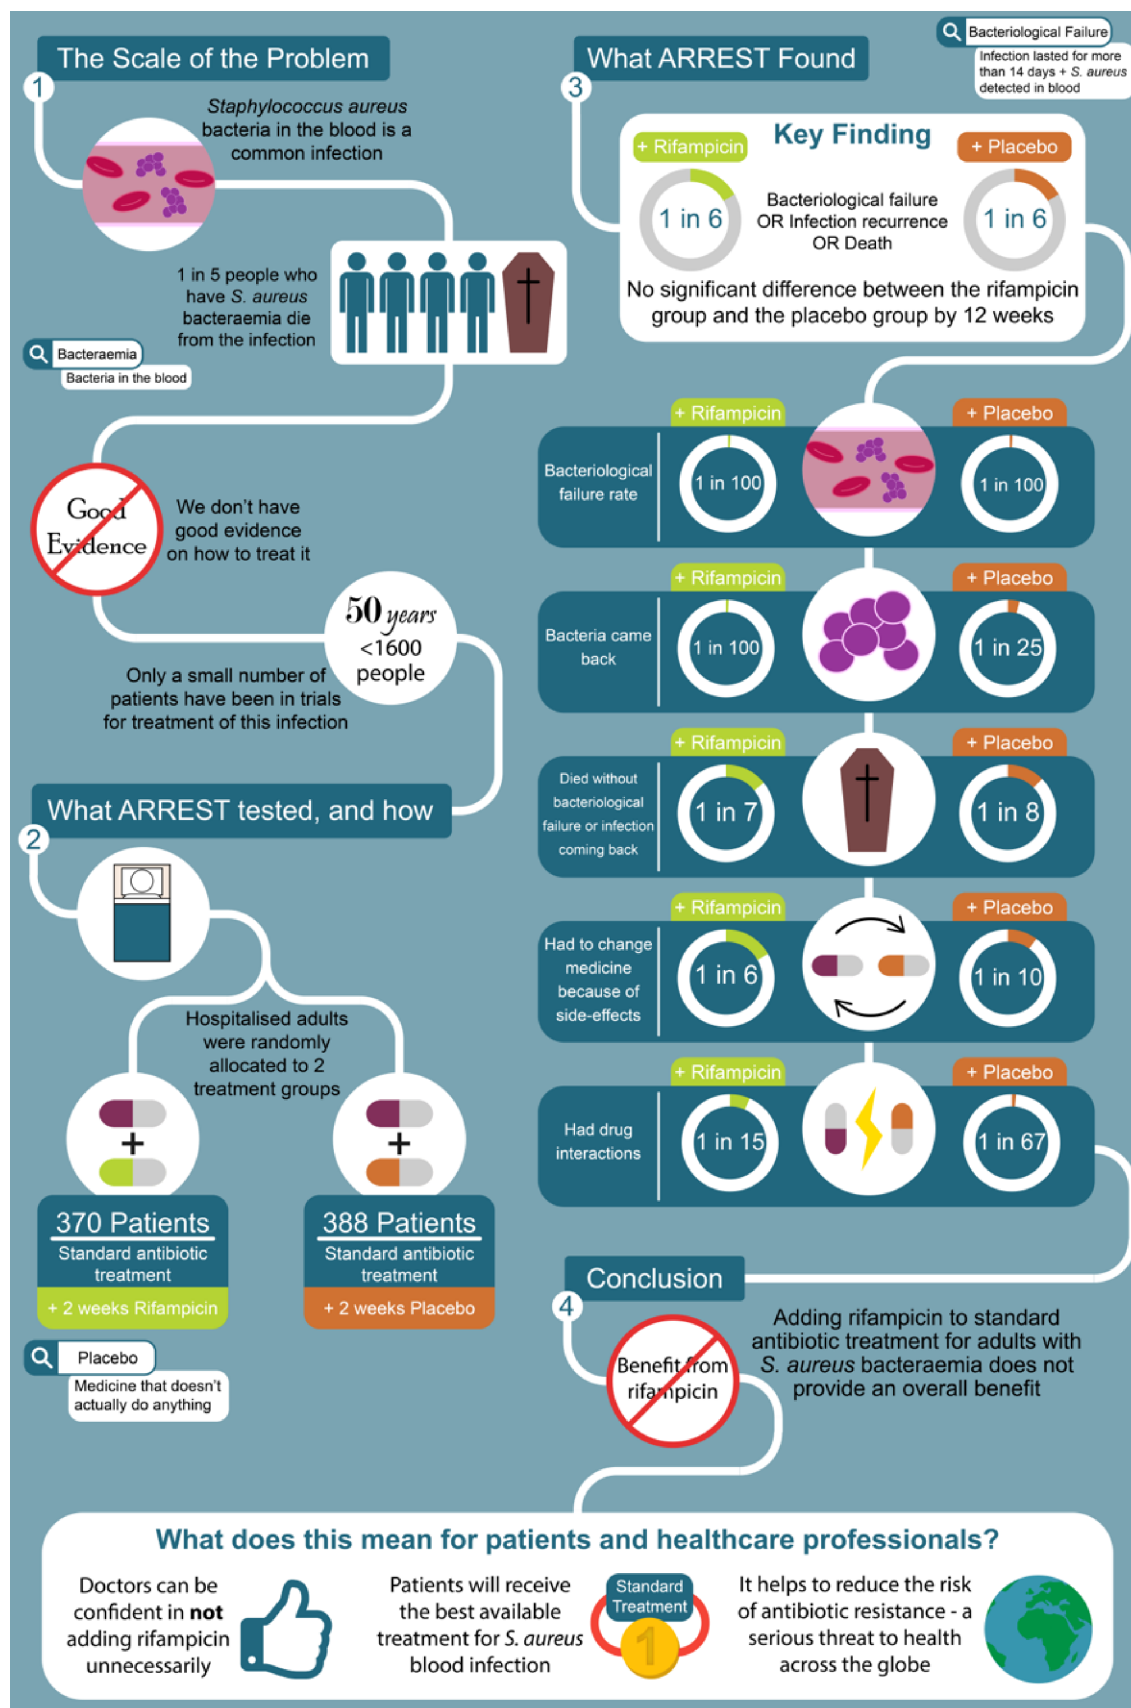 The Scale of the Problem
1
Staphylococcus aureus
bacteria in the blood is a
common infection
1 in 5 people who
have S. aureus
bacteraemia die
from the infection
Bacteraemia
Bacteria in the blood
Good
Evidence
We don't have
good evidence
on how to treat it
50 years
<1600
people
Only a small number of
patients have been in trials
for treatment of this infection
What ARREST tested, and how
2
Hospitalised adults
were randomly
allocated to 2
treatment groups
+
+
370 Patients
Standard antibiotic
treatment
+ 2 weeks Rifampicin
388 Patients
Standard antibiotic
treatment
+ 2 weeks Placebo
Placebo
Medicine that doesn't
actually do anything
What ARREST Found
3
Bacteriological Failure
Infection lasted for more
than 14 days + S. aureus
detected in blood
Key Finding
+ Rifampicin
+ Placebo
1 in 6
Bacteriological failure
OR Infection recurrence
OR Death
1 in 6
No significant difference between the rifampicin
group and the placebo group by 12 weeks
+ Rifampicin
+ Placebo
Bacteriological
failure rate
1 in 100
1 in 100
+ Rifampicin
+ Placebo
Bacteria came
back
1 in 100
1 in 25
+ Rifampicin
+ Placebo
Died without
bacteriological
failure or infection
coming back
1 in 7
1 in 8
+ Rifampicin
+ Placebo
Had to change
medicine
because of
side-effects
1 in 6
1 in 10
+ Rifampicin
+ Placebo
Had drug
interactions
1 in 15
1 in 67
Conclusion
4
Benefit from
rifampicin
Adding rifampicin to standard
antibiotic treatment for adults with
S. aureus bacteraemia does not
provide an overall benefit
What does this mean for patients and healthcare professionals?
Doctors can be
confident in not
adding rifampicin
unnecessarily
Patients will receive
the best available
treatment for S. aureus
blood infection
Standard
Treatment
1
It helps to reduce the risk
of antibiotic resistance - a
serious threat to health
across the globe